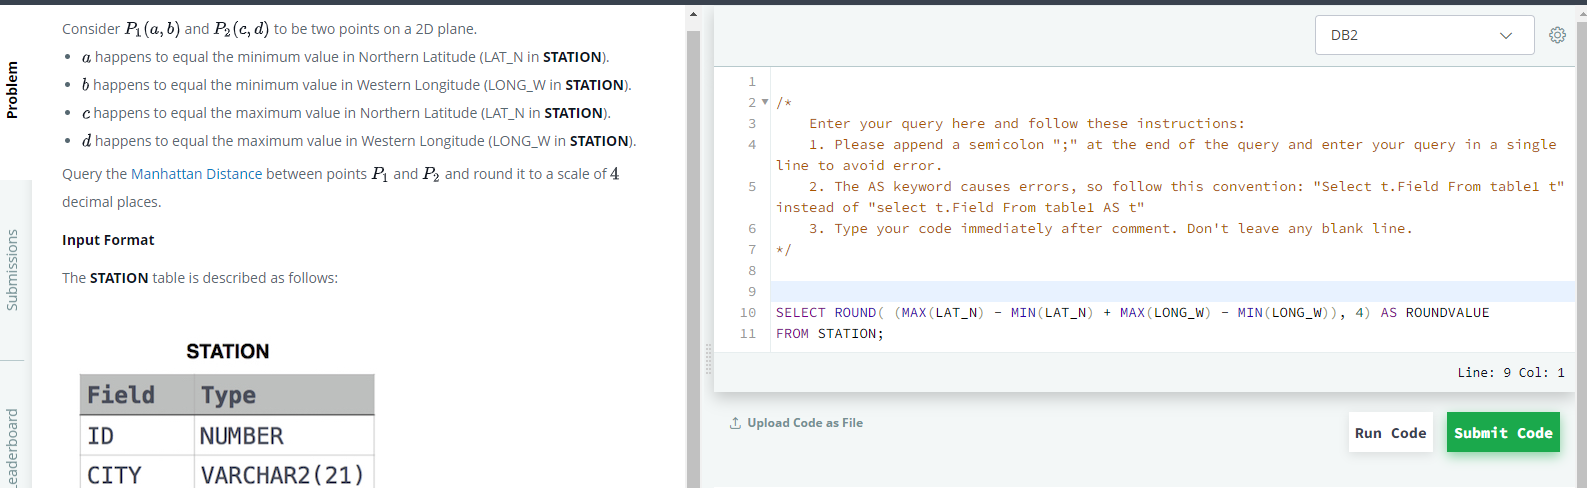 Problem
Submissions
eaderboard
Consider P₁(a, b) and P₂(c, d) to be two points on a 2D plane.
• a happens to equal the minimum value in Northern Latitude (LAT_N in STATION).
• b happens to equal the minimum value in Western Longitude (LONG_W in STATION).
• c happens to equal the maximum value in Northern Latitude (LAT_N in STATION).
• d happens to equal the maximum value in Western Longitude (LONG_W in STATION).
Query the Manhattan Distance between points P₁ and P₂ and round it to a scale of 4
decimal places.
Input Format
The STATION table is described as follows:
STATION
Field Type
ID NUMBER
CITY VARCHAR2(21)
DB2
1
2 /*
3 Enter your query here and follow these instructions:
4 1. Please append a semicolon ";" at the end of the query and enter your query in a single
line to avoid error.
5 2. The AS keyword causes errors, so follow this convention: "Select t.Field From table1 t"
instead of "select t.Field From table1 AS t"
6 3. Type your code immediately after comment. Don't leave any blank line.
7 */
8
9
10 SELECT ROUND( (MAX(LAT_N) - MIN(LAT_N) + MAX(LONG_W) - MIN(LONG_W)), 4) AS ROUNDVALUE
11 FROM STATION;
Line: 9 Col: 1
Upload Code as File
Run Code
Submit Code